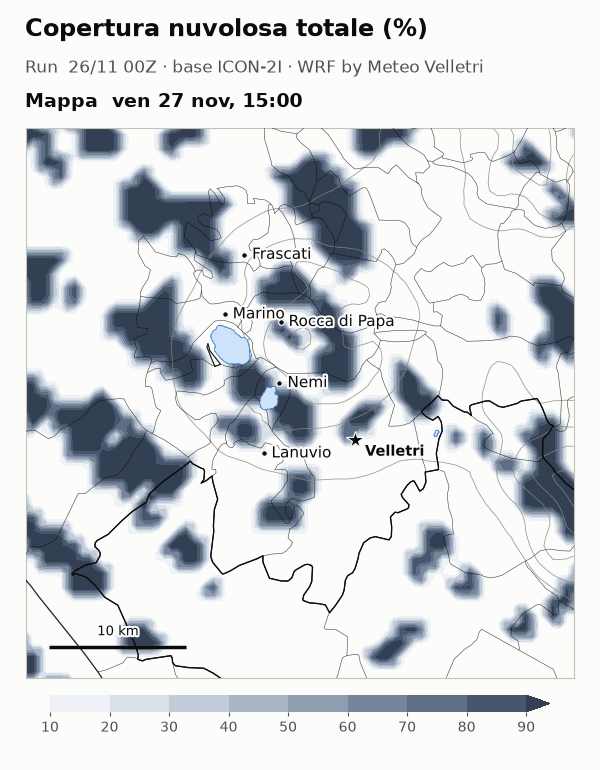 Copertura nuvolosa totale (%)
Run  26/11 00Z · base ICON-2I · WRF by Meteo Velletri
Mappa  ven 27 nov, 15:00
Frascati
Marino
Rocca di Papa
Nemi
Velletri
Lanuvio
10 km
10 20 30 40 50 60 70 80 90